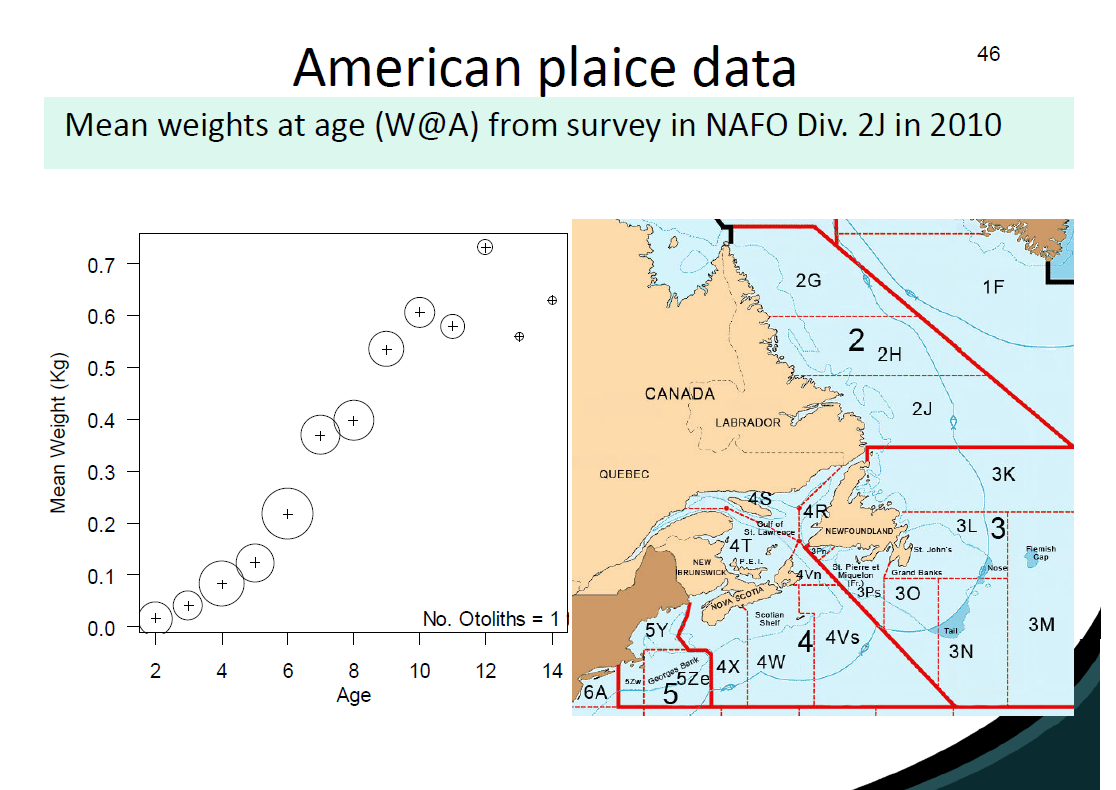 American plaice data
46
Mean weights at age (W@A) from survey in NAFO Div. 2J in 2010
Mean Weight (Kg)
0.7
0.6
0.5
0.4
0.3
0.2
0.1
0.0
No. Otoliths = 1
2 4 6 8 10 12 14
Age
2G
1F
2
2H
CANADA
LABRADOR
2J
QUEBEC
3K
4S
4R
Gulf of
St. Lawrence
NEWFOUNDLAND
3L
3
4T
P.E.I.
3Pn
St. John's
Flemish
Cap
NEW
BRUNSWICK
4Vn
St. Pierre et
Miquelon
(Fr.)
Grand Banks
Nose
NOVA SCOTIA
3Ps
3O
Scotian
Shelf
5Y
4
4Vs
Tail
3M
3N
4X
4W
Georges Bank
5Zw
5Ze
5
6A